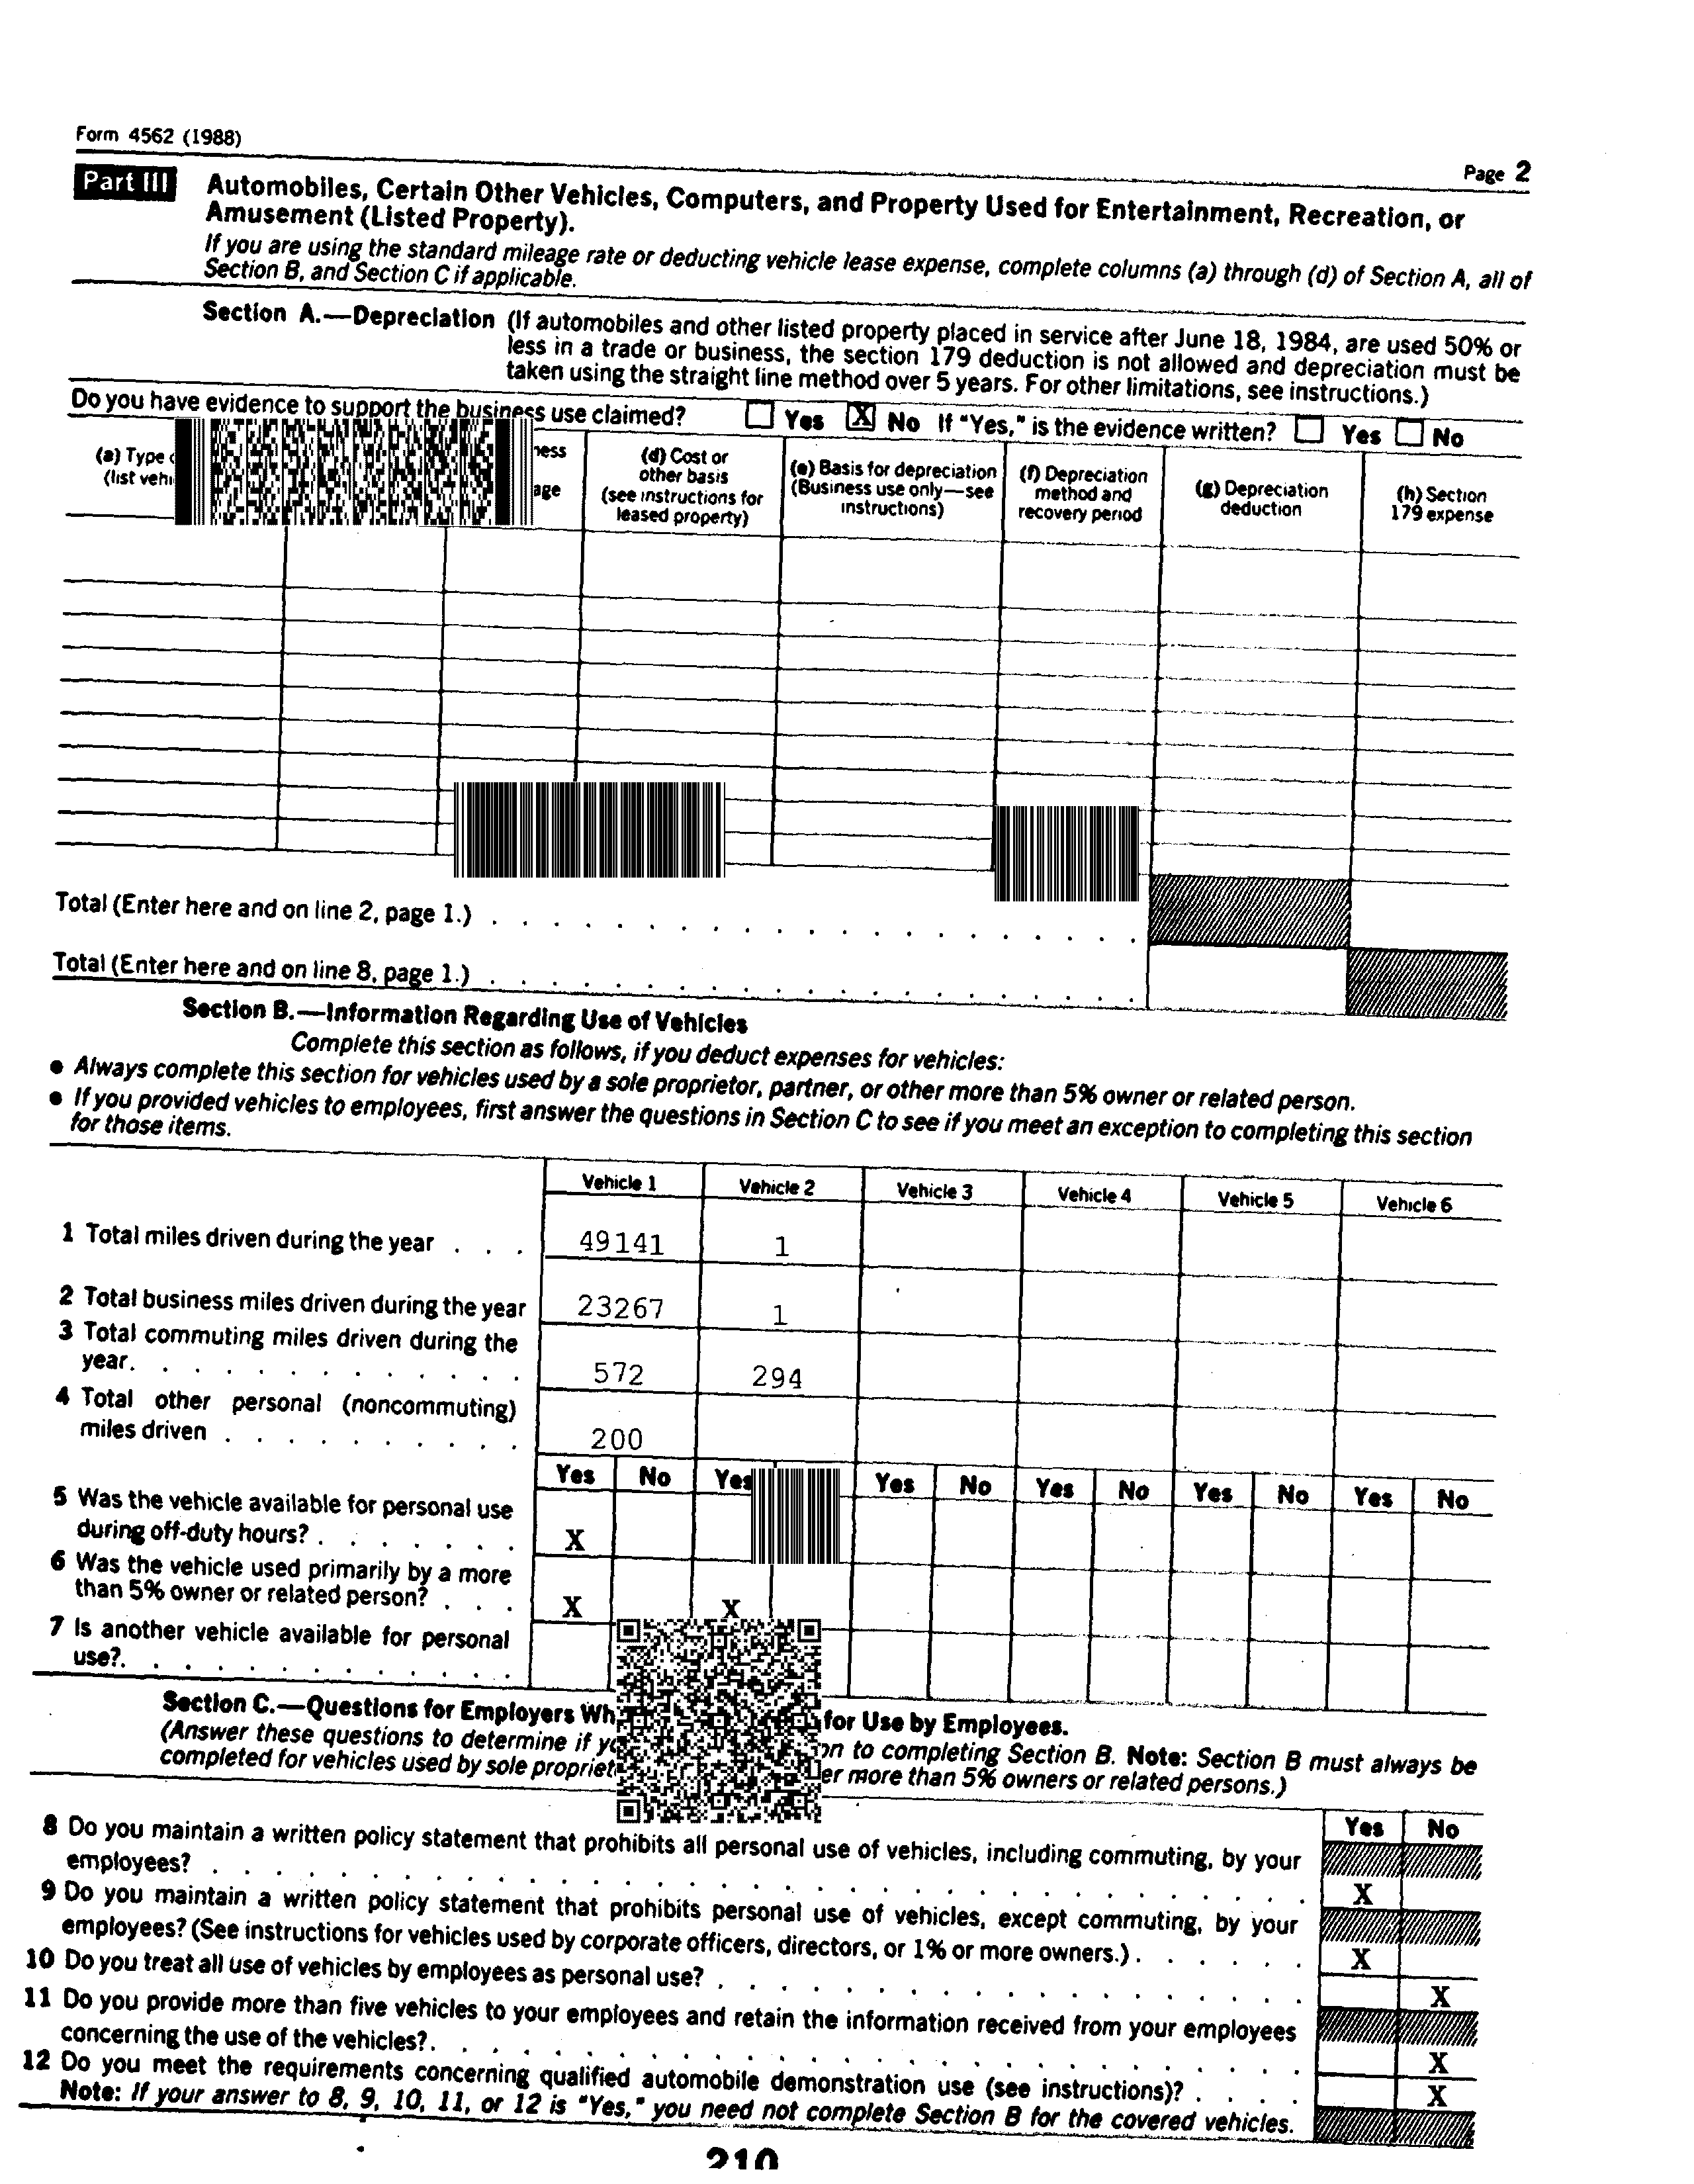 Form 4562 (1988)
Page 2
Part III Automobiles, Certain Other Vehicles, Computers, and Property Used for Entertainment, Recreation, or
Amusement (Listed Property).
If you are using the standard mileage rate or deducting vehicle lease expense, complete columns (a) through (d) of Section A, all of
Section B, and Section C if applicable.
Section A.—Depreciation (If automobiles and other listed property placed in service after June 18, 1984, are used 50% or
less in a trade or business, the section 179 deduction is not allowed and depreciation must be
taken using the straight line method over 5 years. For other limitations, see instructions.)
Do you have evidence to support the business use claimed? Yes X No If "Yes," is the evidence written? Yes No
(a) Type
(list
(d) Cost or
other basis
(see instructions for
leased property)
(e) Basis for depreciation
(Business use only—see
instructions)
(f) Depreciation
method and
recovery period
(g) Depreciation
deduction
(h) Section
179 expense
Total (Enter here and on line 2, page 1.) . . . . . . . . . . . . . . . . . . . . .
Total (Enter here and on line 8, page 1.) . . . . . . . . . . . . . . . . . . . . .
Section B.—Information Regarding Use of Vehicles
Complete this section as follows, if you deduct expenses for vehicles:
● Always complete this section for vehicles used by a sole proprietor, partner, or other more than 5% owner or related person.
● If you provided vehicles to employees, first answer the questions in Section C to see if you meet an exception to completing this section
for those items.
Vehicle 1 Vehicle 2 Vehicle 3 Vehicle 4 Vehicle 5 Vehicle 6
1 Total miles driven during the year . . . 49141 1
2 Total business miles driven during the year 23267 1
3 Total commuting miles driven during the
year. . . . . . . . . . . . . 572 294
4 Total other personal (noncommuting)
miles driven . . . . . . . . . . 200
Yes No Yes Yes No Yes No Yes No Yes No
5 Was the vehicle available for personal use
during off-duty hours? . . . . . . . X
6 Was the vehicle used primarily by a more
than 5% owner or related person? . . . X X
7 Is another vehicle available for personal
use?. . . . . . . . . . . . .
Section C.—Questions for Employers for Use by Employees.
(Answer these questions to determine if to completing Section B. Note: Section B must always be
completed for vehicles used by sole more than 5% owners or related persons.)
Yes No
8 Do you maintain a written policy statement that prohibits all personal use of vehicles, including commuting, by your
employees? . . . . . . . . . . . . . . . . . . . . . . . . . . . . . . . . . . X
9 Do you maintain a written policy statement that prohibits personal use of vehicles, except commuting, by your
employees? (See instructions for vehicles used by corporate officers, directors, or 1% or more owners.) . . . . . . X
10 Do you treat all use of vehicles by employees as personal use? . . . . . . . . . . . . . . . . . . . X
11 Do you provide more than five vehicles to your employees and retain the information received from your employees
concerning the use of the vehicles?. . . . . . . . . . . . . . . . . . . . . . . . . . . . X
12 Do you meet the requirements concerning qualified automobile demonstration use (see instructions)? . . . . X
Note: If your answer to 8, 9, 10, 11, or 12 is "Yes," you need not complete Section B for the covered vehicles.
210